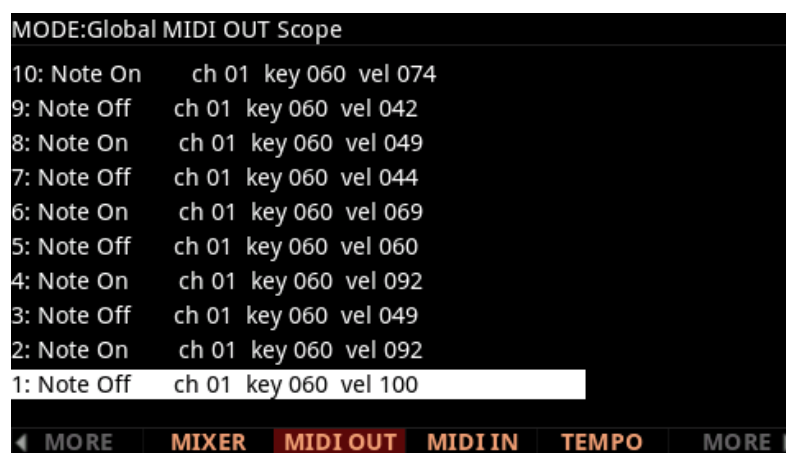 MODE:Global MIDI OUT Scope
10: Note On ch 01 key 060 vel 074
9: Note Off ch 01 key 060 vel 042
8: Note On ch 01 key 060 vel 049
7: Note Off ch 01 key 060 vel 044
6: Note On ch 01 key 060 vel 069
5: Note Off ch 01 key 060 vel 060
4: Note On ch 01 key 060 vel 092
3: Note Off ch 01 key 060 vel 049
2: Note On ch 01 key 060 vel 092
1: Note Off ch 01 key 060 vel 100
MORE MIXER MIDI OUT MIDI IN TEMPO MORE